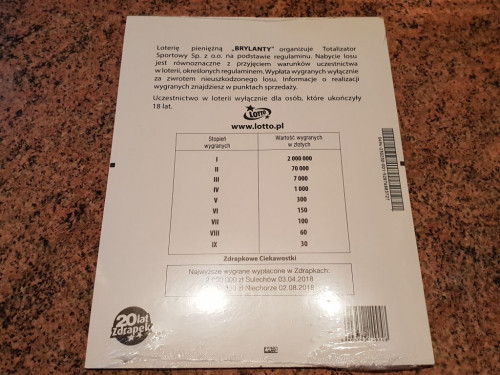 Loterię pieniężną „BRYLANTY" organizuje Totalizator
Sportowy Sp. z o.o. na podstawie regulaminu. Nabycie losu
jest równoznaczne z przyjęciem warunków uczestnictwa
w loterii, określonych regulaminem. Wypłata wygranych wyłącznie
za zwrotem nieuszkodzonego losu. Informacje o realizacji
wygranych znajdziesz w punktach sprzedaży.
Uczestnictwo w loterii wyłącznie dla osób, które ukończyły
18 lat.
LOTTO
www.lotto.pl
Stopień wygranych Wartość wygranych w złotych
I 2 000 000
II 70 000
III 7 000
IV 1 000
V 300
VI 150
VII 100
VIII 60
IX 30
Zdrapkowe Ciekawostki
Najwyższe wygrane wypłacone w Zdrapkach:
000 zł Sulechów 03.04.2018
zł Niechorze 02.08.2018
20 lat
Zdrapek